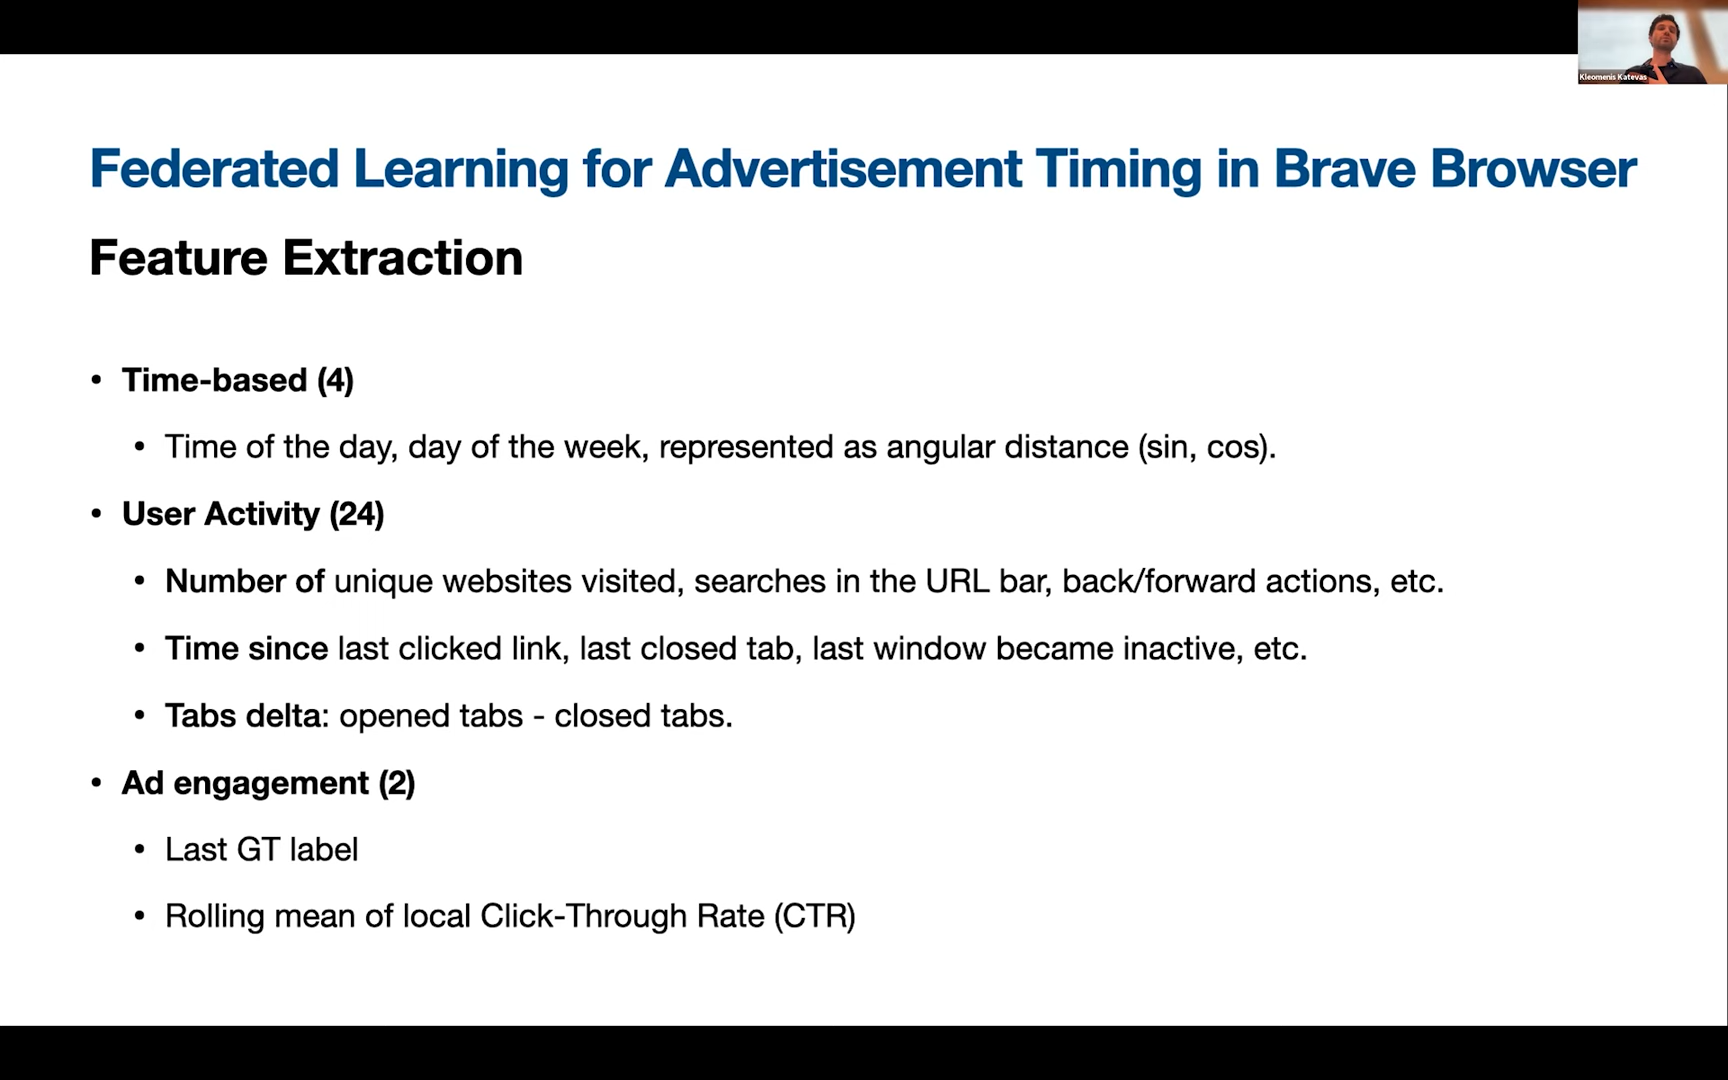 Kleomenis Katevas
Federated Learning for Advertisement Timing in Brave Browser
Feature Extraction
• Time-based (4)
• Time of the day, day of the week, represented as angular distance (sin, cos).
• User Activity (24)
• Number of unique websites visited, searches in the URL bar, back/forward actions, etc.
• Time since last clicked link, last closed tab, last window became inactive, etc.
• Tabs delta: opened tabs - closed tabs.
• Ad engagement (2)
• Last GT label
• Rolling mean of local Click-Through Rate (CTR)